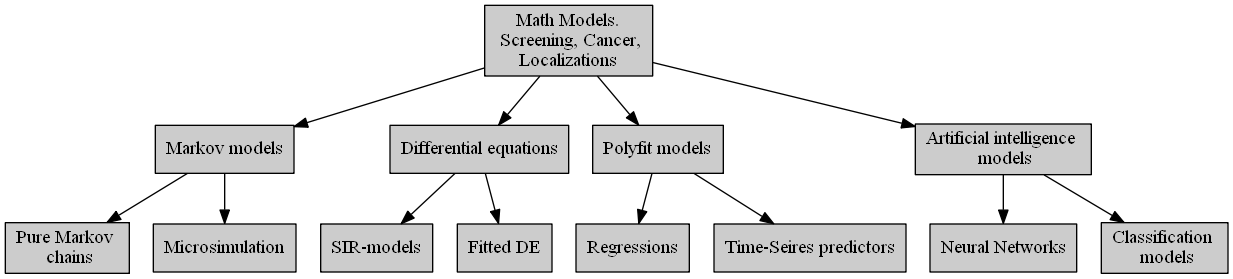 Math Models.
Screening, Cancer,
Localizations
Markov models
Differential equations
Polyfit models
Artificial intelligence
models
Pure Markov
chains
Microsimulation
SIR-models
Fitted DE
Regressions
Time-Seires predictors
Neural Networks
Classification
models